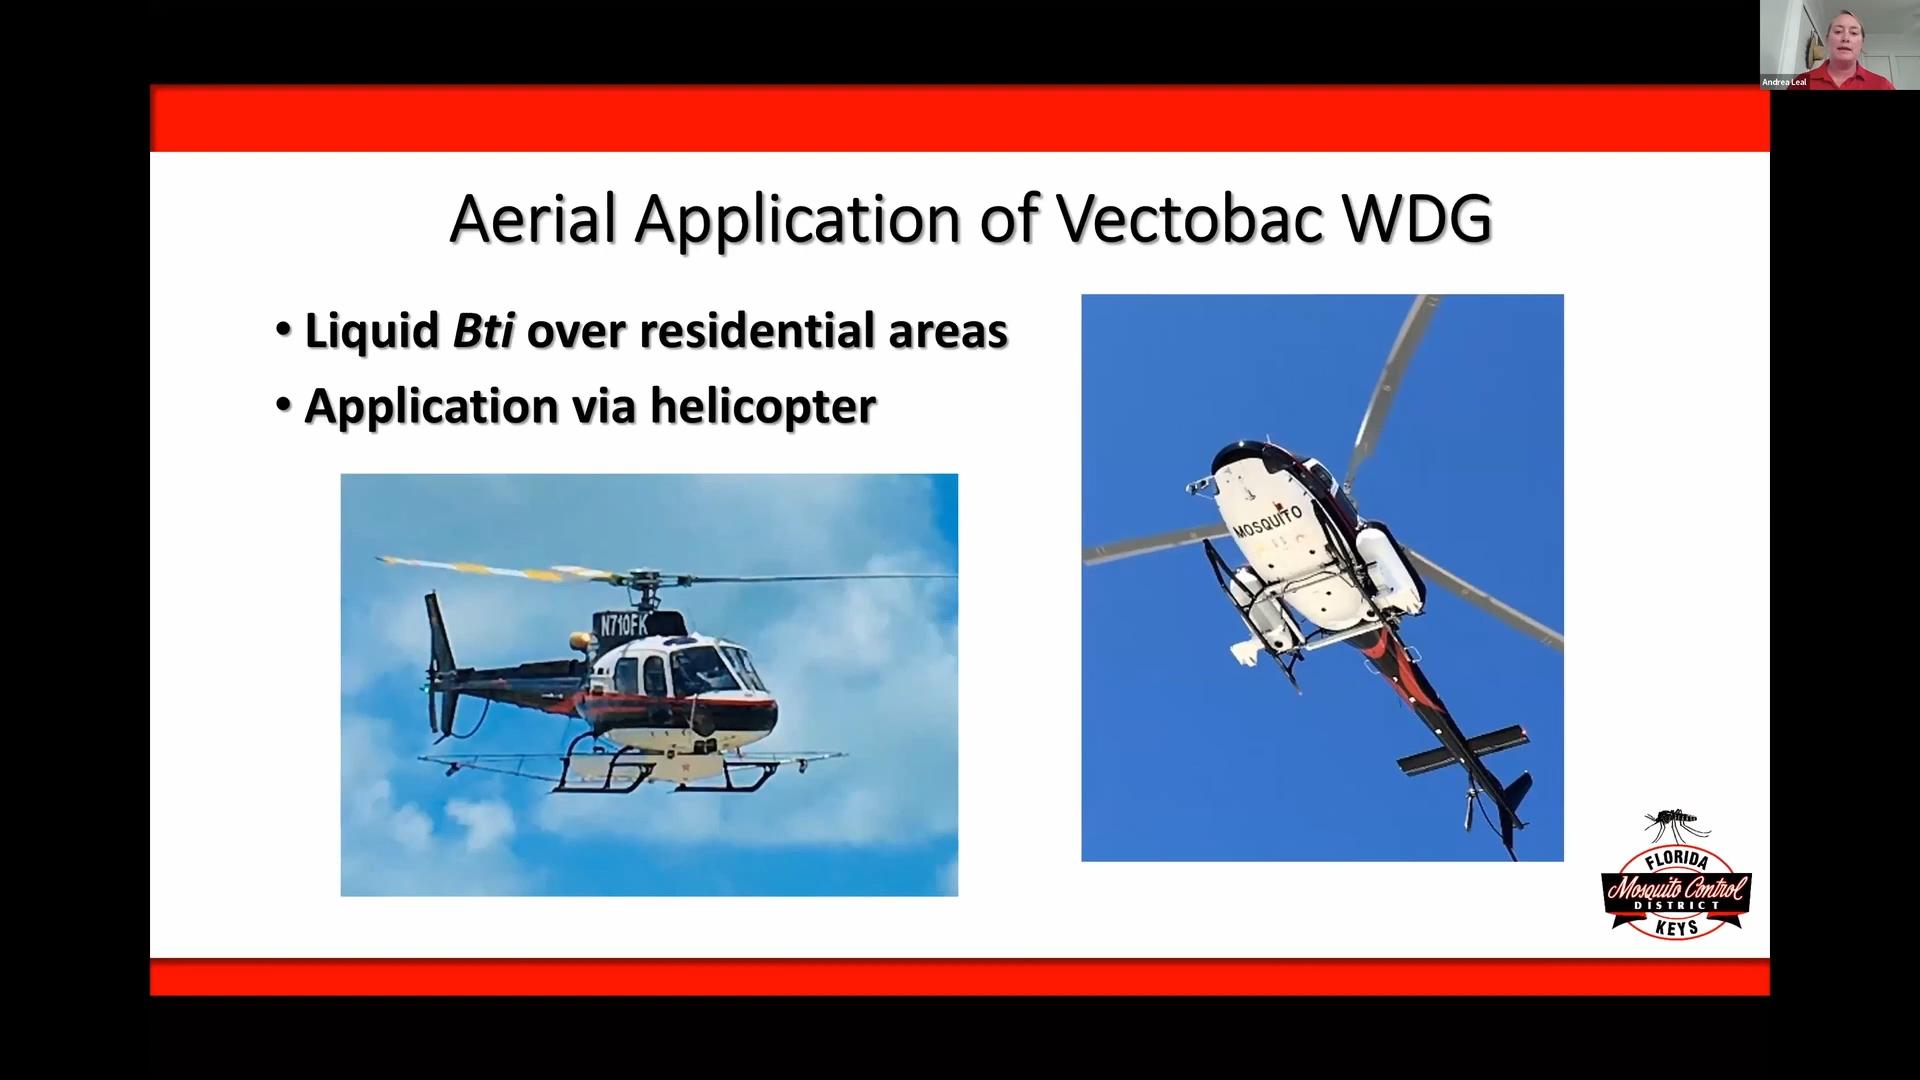 Andrea Leal
Aerial Application of Vectobac WDG
• Liquid Bti over residential areas
• Application via helicopter
N710FK
MOSQUITO
FLORIDA
Mosquito Control
DISTRICT
KEYS